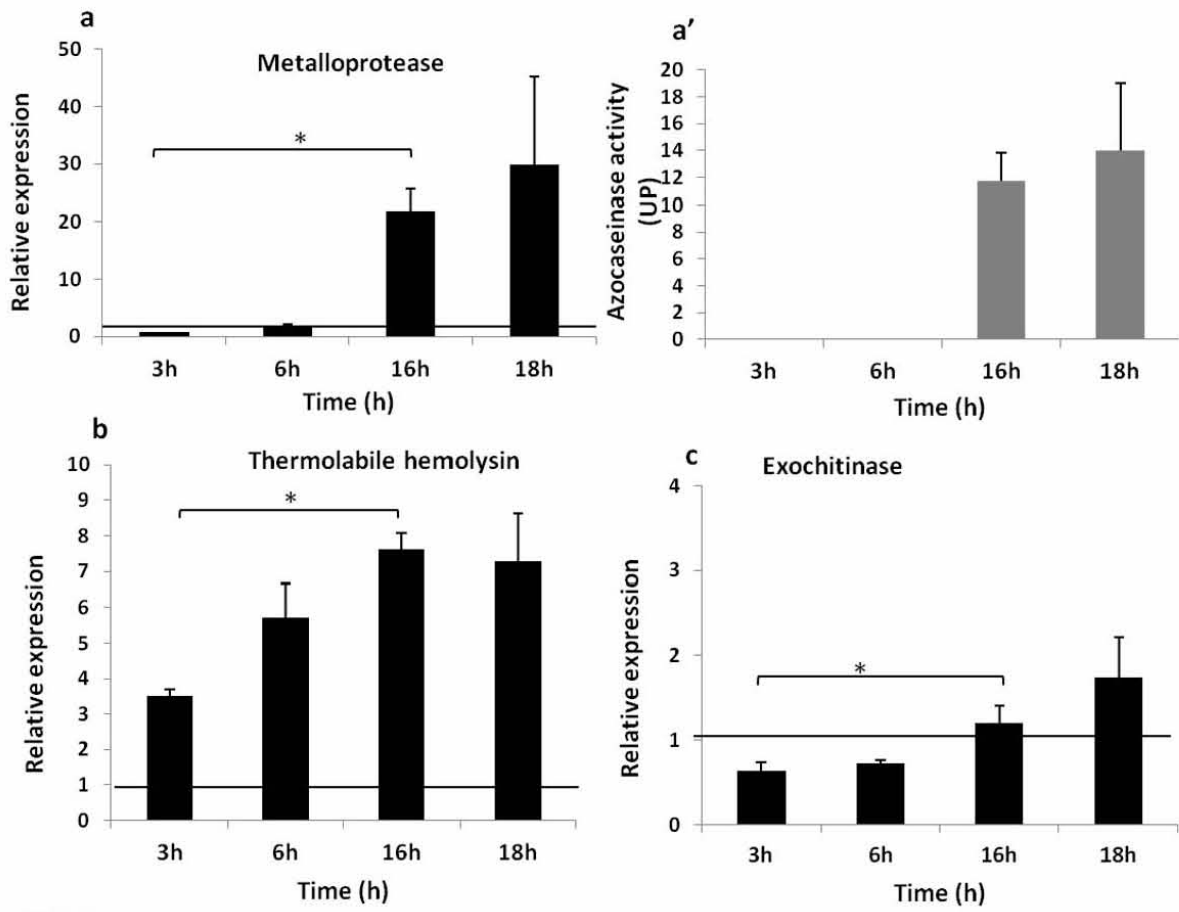 a
Metalloprotease
Relative expression
50
40
30
20
10
0
*
3h 6h 16h 18h
Time (h)
a’
Azocaseinase activity
(UP)
20
18
16
14
12
10
8
6
4
2
0
3h 6h 16h 18h
Time (h)
b
Thermolabile hemolysin
Relative expression
10
9
8
7
6
5
4
3
2
1
0
*
3h 6h 16h 18h
Time (h)
c
Exochitinase
Relative expression
4
3
2
1
0
*
3h 6h 16h 18h
Time (h)